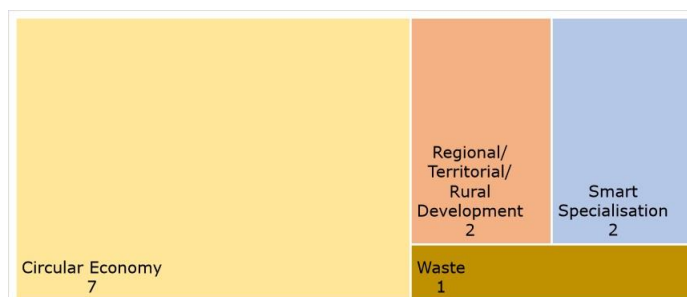 Circular Economy
7
Regional/
Territorial/
Rural
Development
2
Smart
Specialisation
2
Waste
1